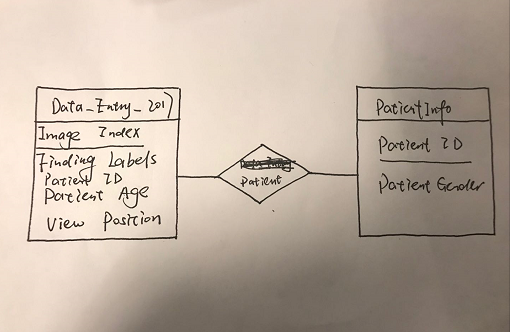 Data_Entry_2017
Image Index
Finding Labels
Patient ID
Patient Age
View Position
Patient
PatientInfo
Patient ID
Patient Gender